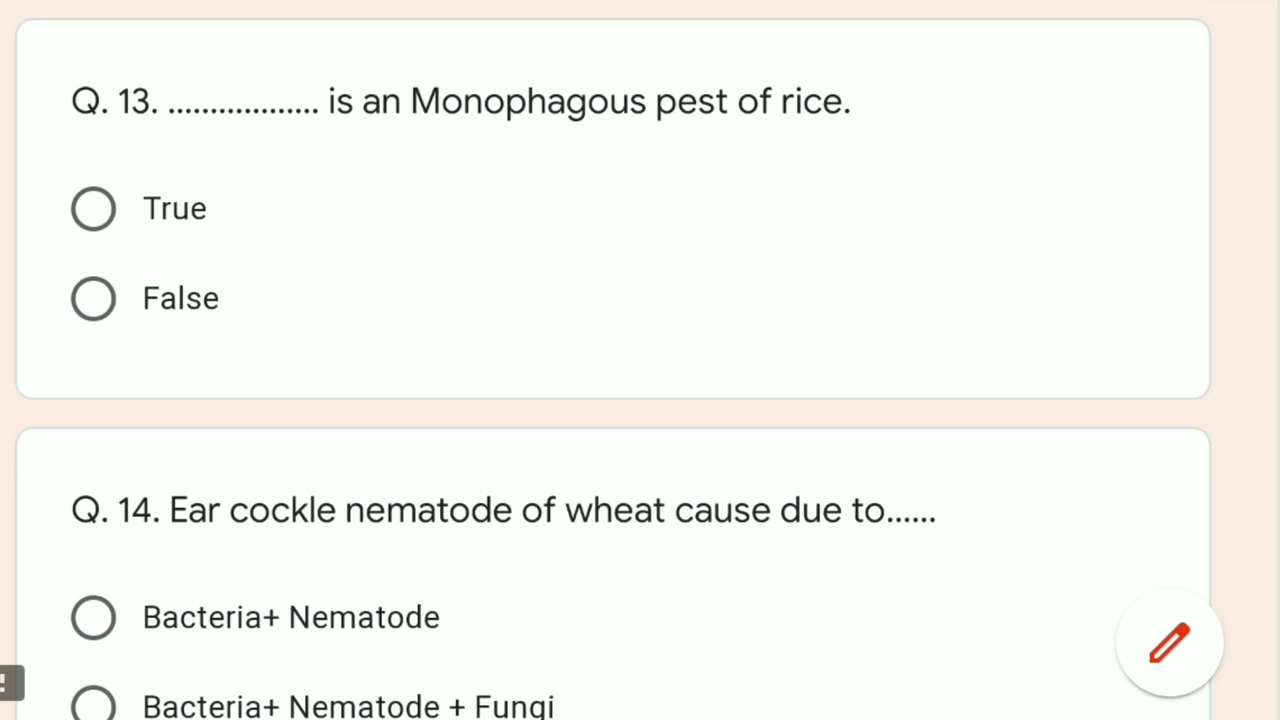 Q. 13. .................. is an Monophagous pest of rice.
True
False
Q. 14. Ear cockle nematode of wheat cause due to......
Bacteria+ Nematode
Bacteria+ Nematode + Fungi